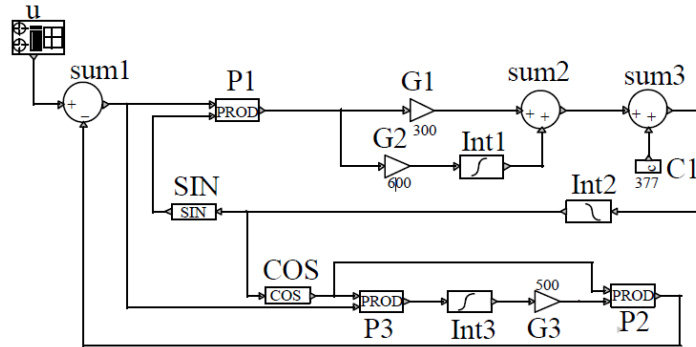 u
sum1
P1
PROD
G1
300
sum2
sum3
G2
600
Int1
C1
c
377
SIN
SIN
Int2
COS
COS
PROD
P3
Int3
500
G3
PROD
P2